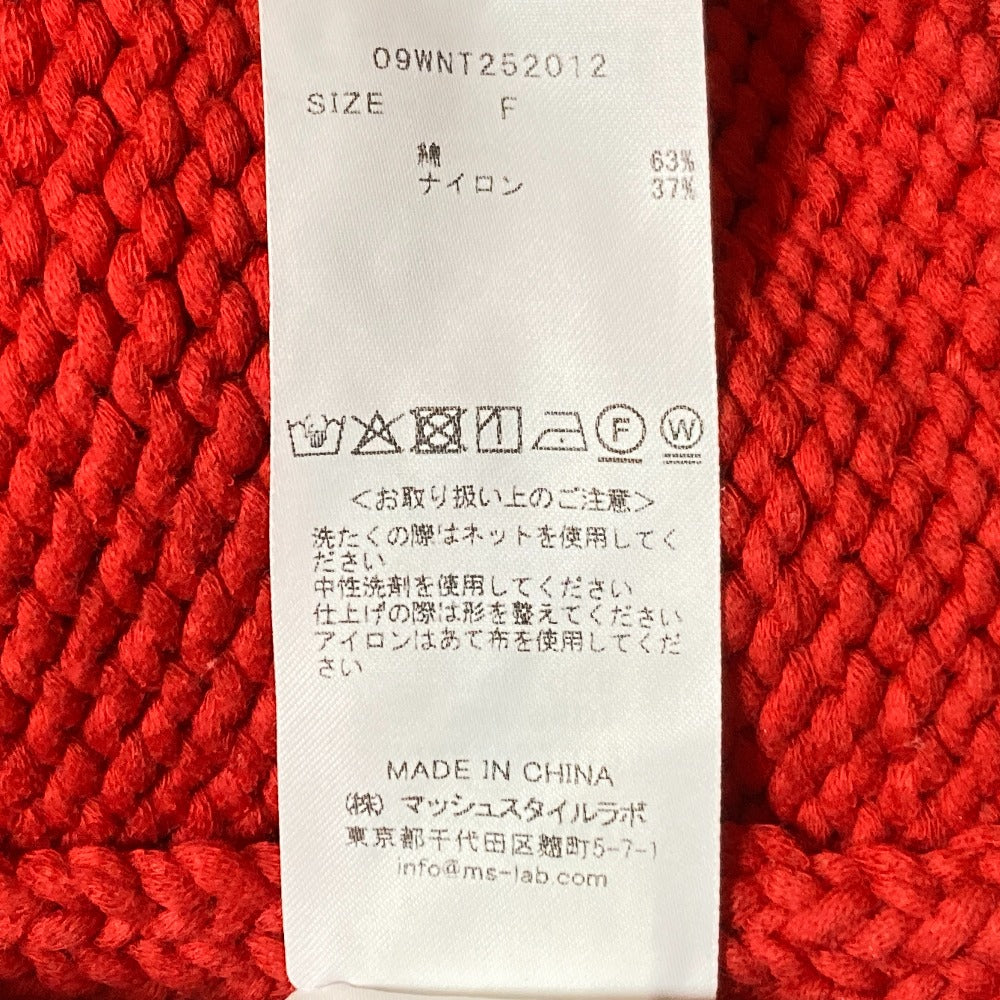 09WNT252012
SIZE F
綿 63%
ナイロン 37%
F W
<お取り扱い上のご注意>
洗たくの際はネットを使用してく
ださい
中性洗剤を使用してください
仕上げの際は形を整えてください
アイロンはあて布を使用してくだ
さい
MADE IN CHINA
(株) マッシュスタイルラボ
東京都千代田区麹町5-7-1
info@ms-lab.com